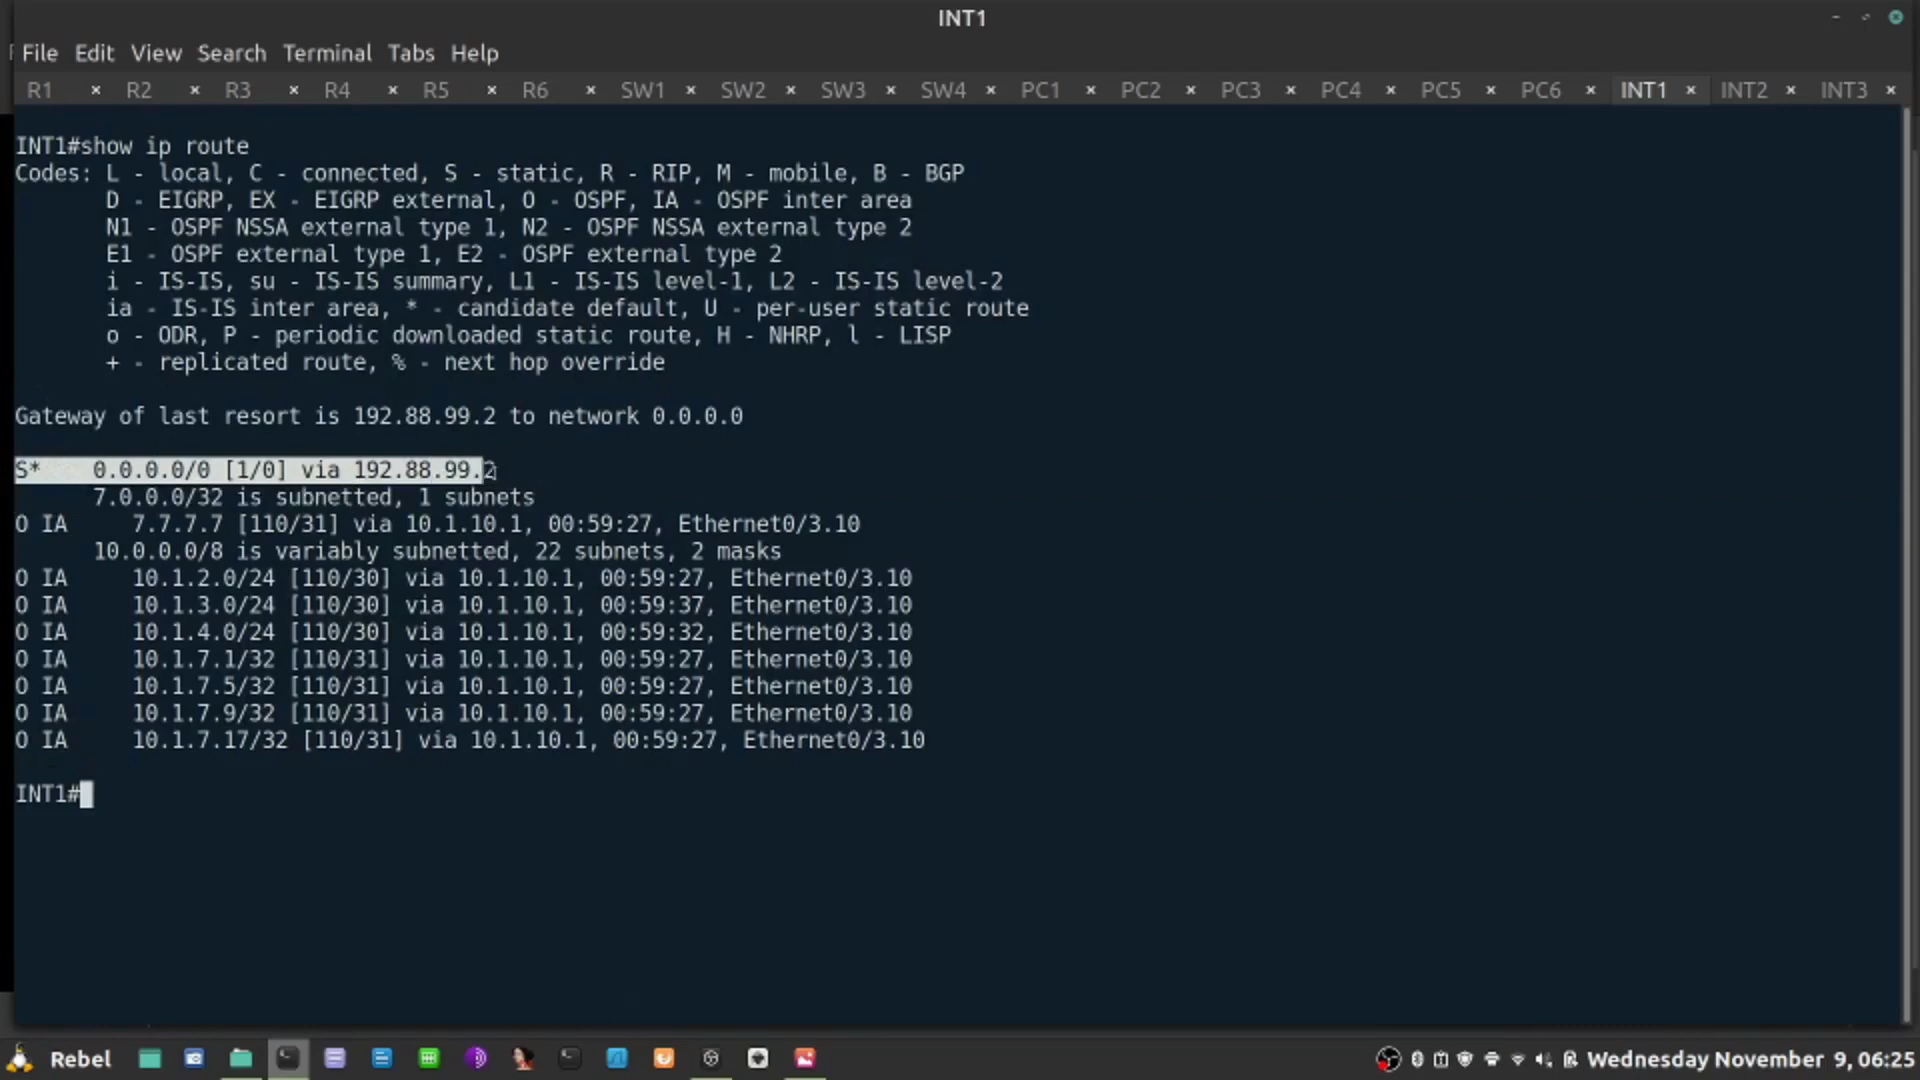 INT1
File Edit View Search Terminal Tabs Help
R1 × R2 × R3 × R4 × R5 × R6 × SW1 × SW2 × SW3 × SW4 × PC1 × PC2 × PC3 × PC4 × PC5 × PC6 × INT1 × INT2 × INT3 ×
INT1#show ip route
Codes: L - local, C - connected, S - static, R - RIP, M - mobile, B - BGP
D - EIGRP, EX - EIGRP external, O - OSPF, IA - OSPF inter area
N1 - OSPF NSSA external type 1, N2 - OSPF NSSA external type 2
E1 - OSPF external type 1, E2 - OSPF external type 2
i - IS-IS, su - IS-IS summary, L1 - IS-IS level-1, L2 - IS-IS level-2
ia - IS-IS inter area, * - candidate default, U - per-user static route
o - ODR, P - periodic downloaded static route, H - NHRP, l - LISP
+ - replicated route, % - next hop override
Gateway of last resort is 192.88.99.2 to network 0.0.0.0
S*    0.0.0.0/0 [1/0] via 192.88.99.2
7.0.0.0/32 is subnetted, 1 subnets
O IA     7.7.7.7 [110/31] via 10.1.10.1, 00:59:27, Ethernet0/3.10
10.0.0.0/8 is variably subnetted, 22 subnets, 2 masks
O IA     10.1.2.0/24 [110/30] via 10.1.10.1, 00:59:27, Ethernet0/3.10
O IA     10.1.3.0/24 [110/30] via 10.1.10.1, 00:59:37, Ethernet0/3.10
O IA     10.1.4.0/24 [110/30] via 10.1.10.1, 00:59:32, Ethernet0/3.10
O IA     10.1.7.1/32 [110/31] via 10.1.10.1, 00:59:27, Ethernet0/3.10
O IA     10.1.7.5/32 [110/31] via 10.1.10.1, 00:59:27, Ethernet0/3.10
O IA     10.1.7.9/32 [110/31] via 10.1.10.1, 00:59:27, Ethernet0/3.10
O IA     10.1.7.17/32 [110/31] via 10.1.10.1, 00:59:27, Ethernet0/3.10
INT1#
Rebel
Wednesday November 9, 06:25